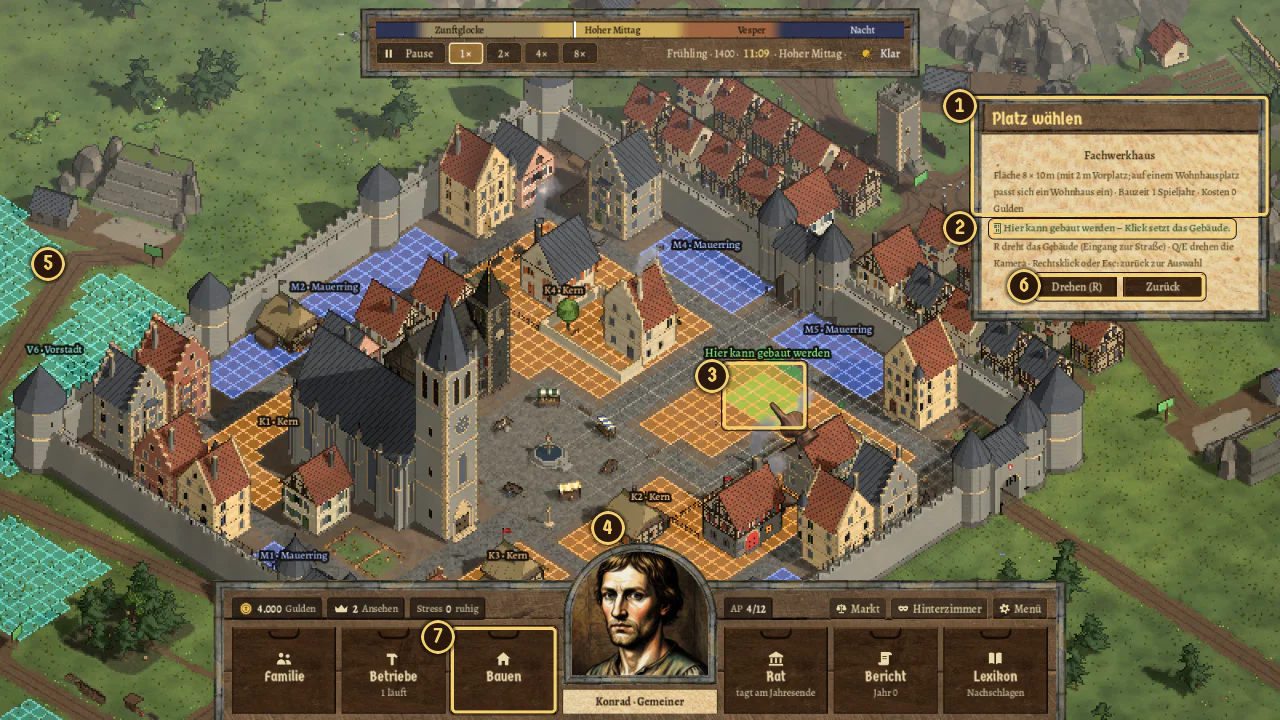 Zunftglocke Hoher Mittag Vesper Nacht
Pause 1× 2× 4× 8× Frühling · 1400 · 11:09 · Hoher Mittag · Klar
1
Platz wählen
Fachwerkhaus
Fläche 8 × 10 m (mit 2 m Vorplatz; auf einem Wohnhausplatz
passt sich ein Wohnhaus ein) · Bauzeit 1 Spieljahr · Kosten 0
Gulden
2
Hier kann gebaut werden – Klick setzt das Gebäude.
R dreht das Gebäude (Eingang zur Straße) · Q/E drehen die
Kamera · Rechtsklick oder Esc: zurück zur Auswahl
6
Drehen (R) Zurück
M4 · Mauerring
5
M2 · Mauerring
K4 · Kern
M5 · Mauerring
V6 · Vorstadt
Hier kann gebaut werden
3
K1 · Kern
K2 · Kern
4
M1 · Mauerring
K3 · Kern
4.000 Gulden 2 Ansehen Stress 0 ruhig AP 4/12 Markt Hinterzimmer Menü
7
Familie
Betriebe
1 läuft
Bauen
Konrad · Gemeiner
Rat
tagt am Jahresende
Bericht
Jahr 0
Lexikon
Nachschlagen